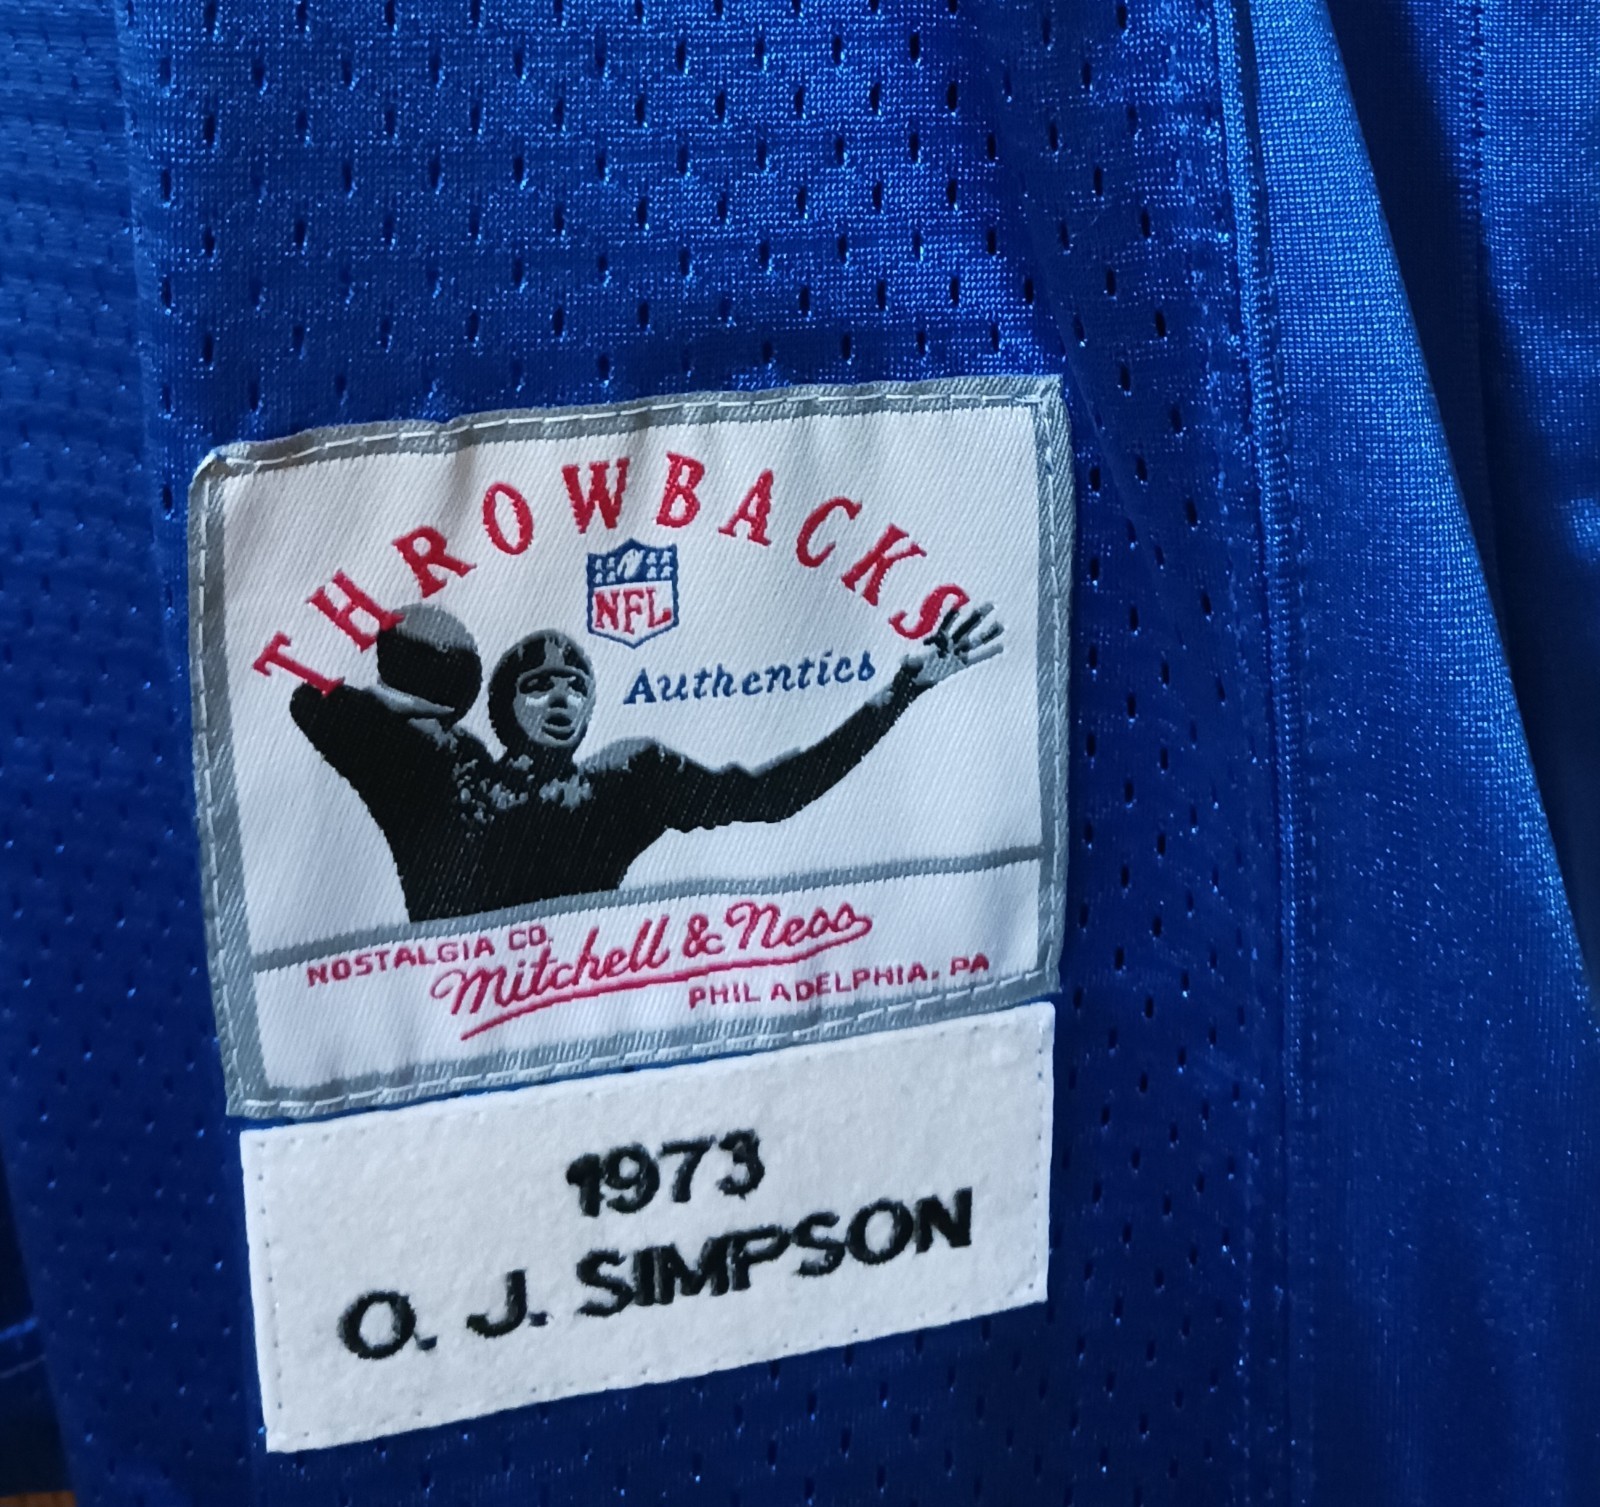 THROWBACKS
NFL
Authentics
NOSTALGIA CO.
Mitchell & Ness
PHILADELPHIA, PA
1973
O. J. SIMPSON